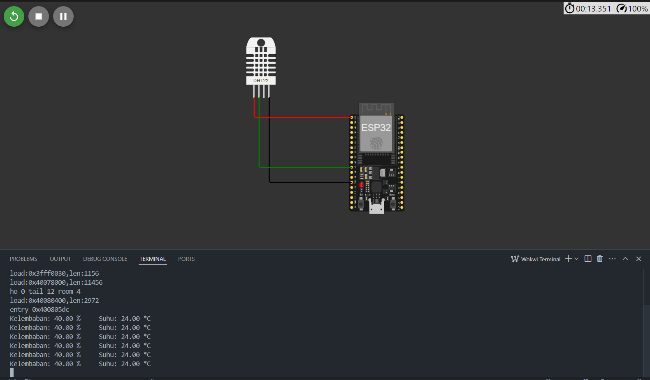 00:13.351 100%
DHT22
ESP32
PROBLEMS OUTPUT DEBUG CONSOLE TERMINAL PORTS
Wokwi Terminal
load:0x3fff0030,len:1156
load:0x40078000,len:11456
ho 0 tail 12 room 4
load:0x40080400,len:2972
entry 0x400805dc
Kelembaban: 40.00 % Suhu: 24.00 °C
Kelembaban: 40.00 % Suhu: 24.00 °C
Kelembaban: 40.00 % Suhu: 24.00 °C
Kelembaban: 40.00 % Suhu: 24.00 °C
Kelembaban: 40.00 % Suhu: 24.00 °C
Kelembaban: 40.00 % Suhu: 24.00 °C